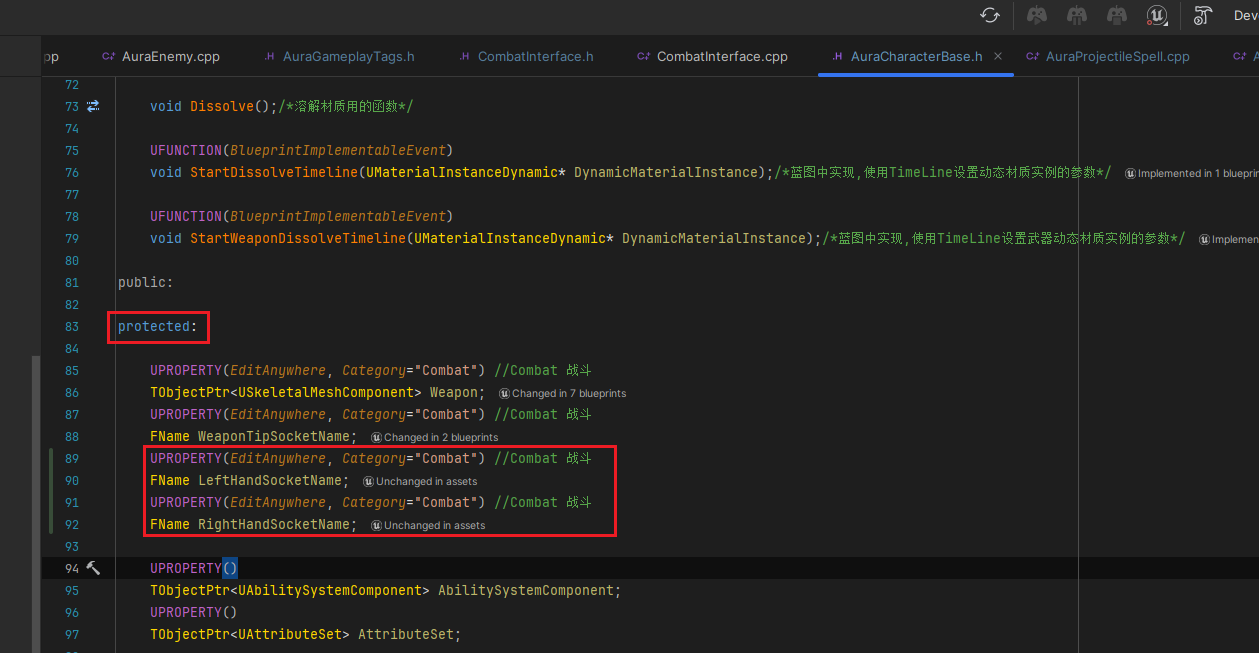 Dev
pp
C+ AuraEnemy.cpp
.H AuraGameplayTags.h
.H CombatInterface.h
C+ CombatInterface.cpp
.H AuraCharacterBase.h
C+ AuraProjectileSpell.cpp
C+ A
72
73 void Dissolve();/*溶解材质用的函数*/
74
75 UFUNCTION(BlueprintImplementableEvent)
76 void StartDissolveTimeline(UMaterialInstanceDynamic* DynamicMaterialInstance);/*蓝图中实现,使用TimeLine设置动态材质实例的参数*/ Implemented in 1 blueprin
77
78 UFUNCTION(BlueprintImplementableEvent)
79 void StartWeaponDissolveTimeline(UMaterialInstanceDynamic* DynamicMaterialInstance);/*蓝图中实现,使用TimeLine设置武器动态材质实例的参数*/ Implemen
80
81 public:
82
83 protected:
84
85 UPROPERTY(EditAnywhere, Category="Combat") //Combat 战斗
86 TObjectPtr<USkeletalMeshComponent> Weapon; Changed in 7 blueprints
87 UPROPERTY(EditAnywhere, Category="Combat") //Combat 战斗
88 FName WeaponTipSocketName; Changed in 2 blueprints
89 UPROPERTY(EditAnywhere, Category="Combat") //Combat 战斗
90 FName LeftHandSocketName; Unchanged in assets
91 UPROPERTY(EditAnywhere, Category="Combat") //Combat 战斗
92 FName RightHandSocketName; Unchanged in assets
93
94 UPROPERTY()
95 TObjectPtr<UAbilitySystemComponent> AbilitySystemComponent;
96 UPROPERTY()
97 TObjectPtr<UAttributeSet> AttributeSet;